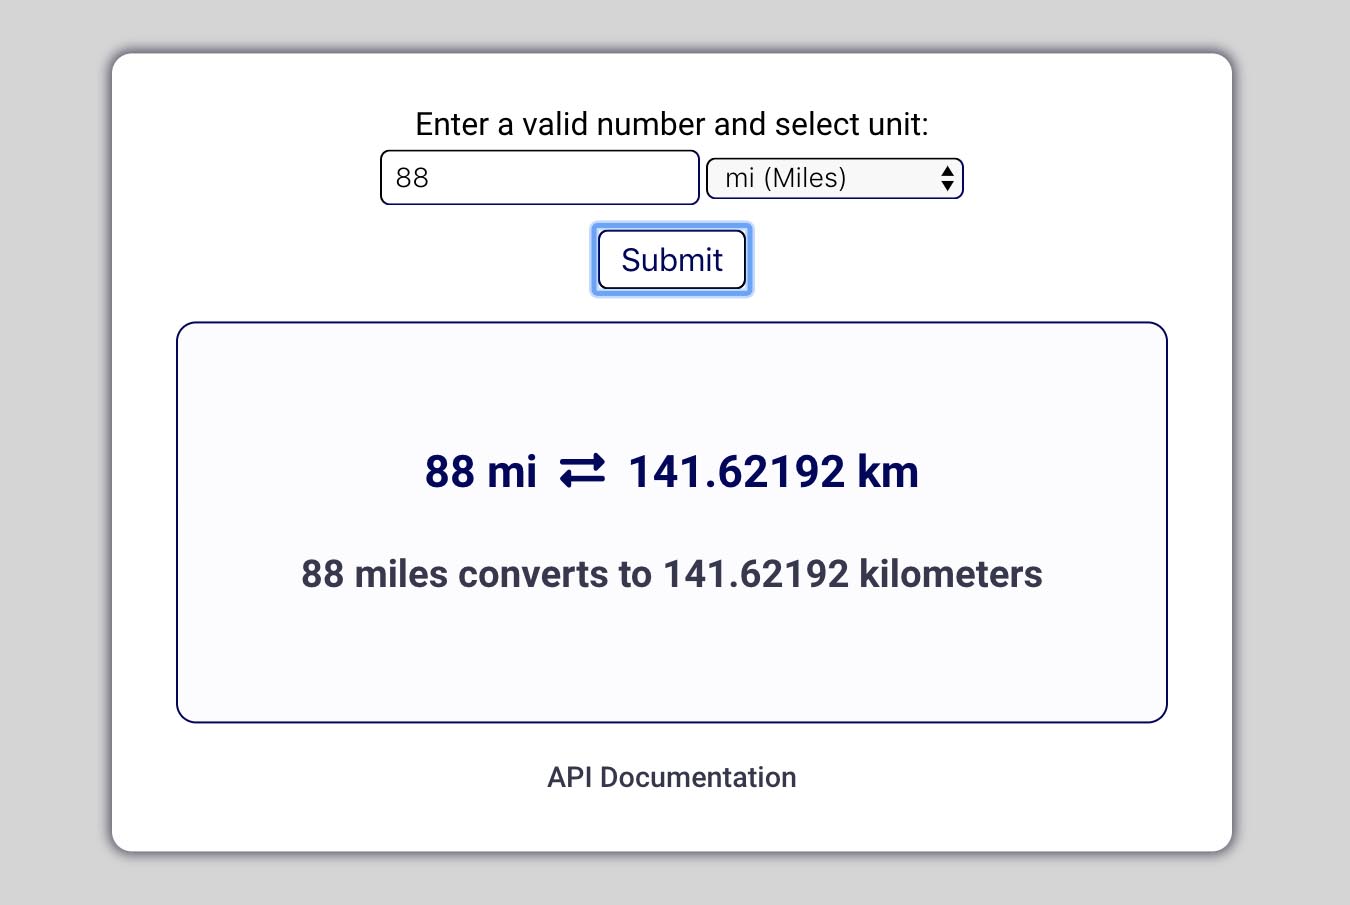 Enter a valid number and select unit:
88 mi (Miles)
Submit
88 mi ⇄ 141.62192 km
88 miles converts to 141.62192 kilometers
API Documentation